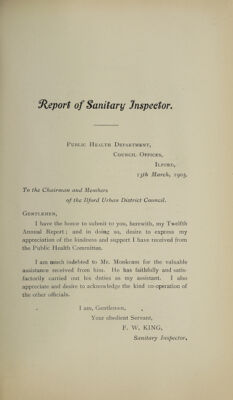 Report of Sanitary Inspector.
PUBLIC HEALTH DEPARTMENT,
COUNCIL OFFICES,
ILFORD,
13th March, 1903.
To the Chairman and Members
of the Ilford Urban District Council.
GENTLEMEN,
I have the honor to submit to you, herewith, my Twelfth
Annual Report; and in doing so, desire to express my
appreciation of the kindness and support I have received from
the Public Health Committee.
I am much indebted to Mr. Monksom for the valuable
assistance received from him. He has faithfully and satis-
factorily carried out his duties as my assistant. I also
appreciate and desire to acknowledge the kind co-operation of
the other officials.
I am, Gentlemen,
Your obedient Servant,
F. W. KING,
Sanitary Inspector.